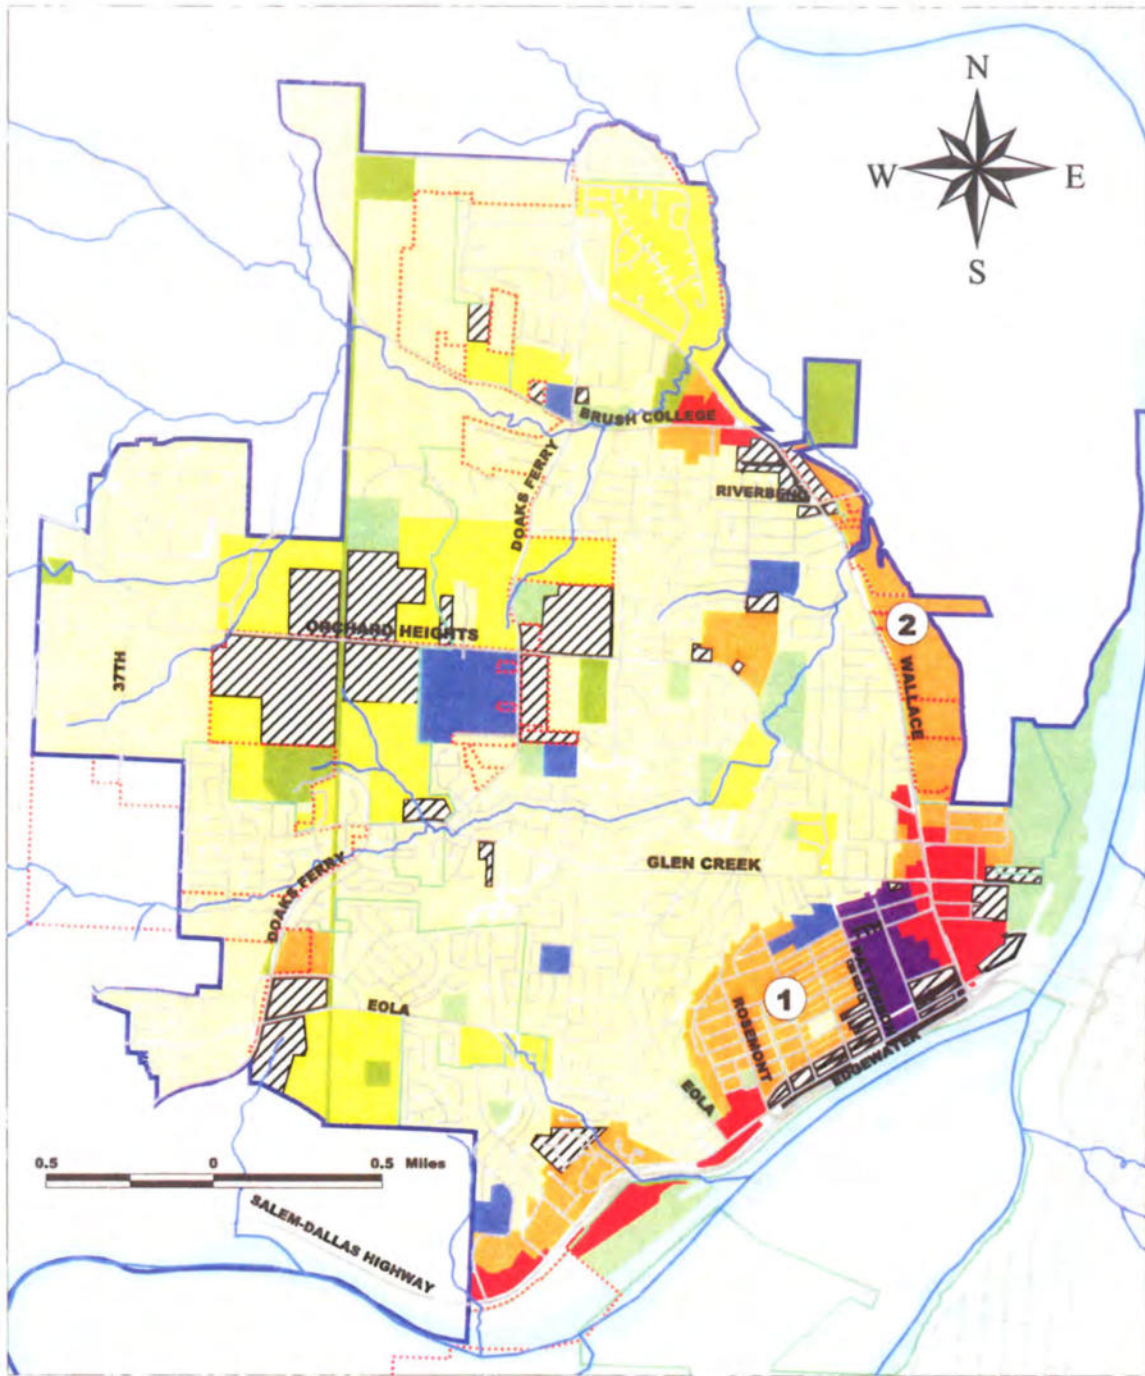 N
W
E
S
BRUSH COLLEGE
DOAKS FERRY
RIVERBEND
ORCHARD HEIGHTS
37TH
2
WALLACE
GLEN CREEK
DOAKS FERRY
PATTERSON
1
EOLA
ROSEMONT
EDGEWATER
EOLA
0.5 0 0.5 Miles
SALEM-DALLAS HIGHWAY